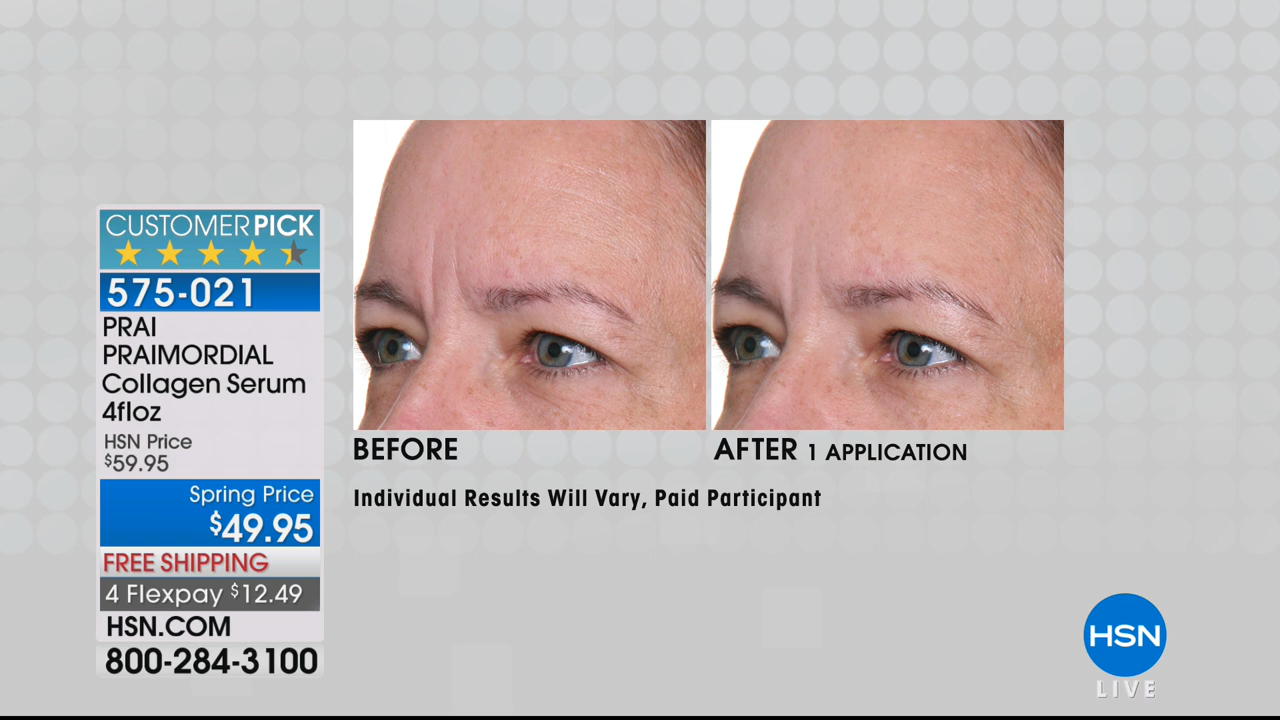 CUSTOMERPICK
575-021
PRAI
PRAIMORDIAL
Collagen Serum
4floz
HSN Price
$59.95
Spring Price
$49.95
FREE SHIPPING
4 Flexpay $12.49
HSN.COM
800-284-3100
BEFORE
AFTER 1 APPLICATION
Individual Results Will Vary, Paid Participant
HSN
LIVE